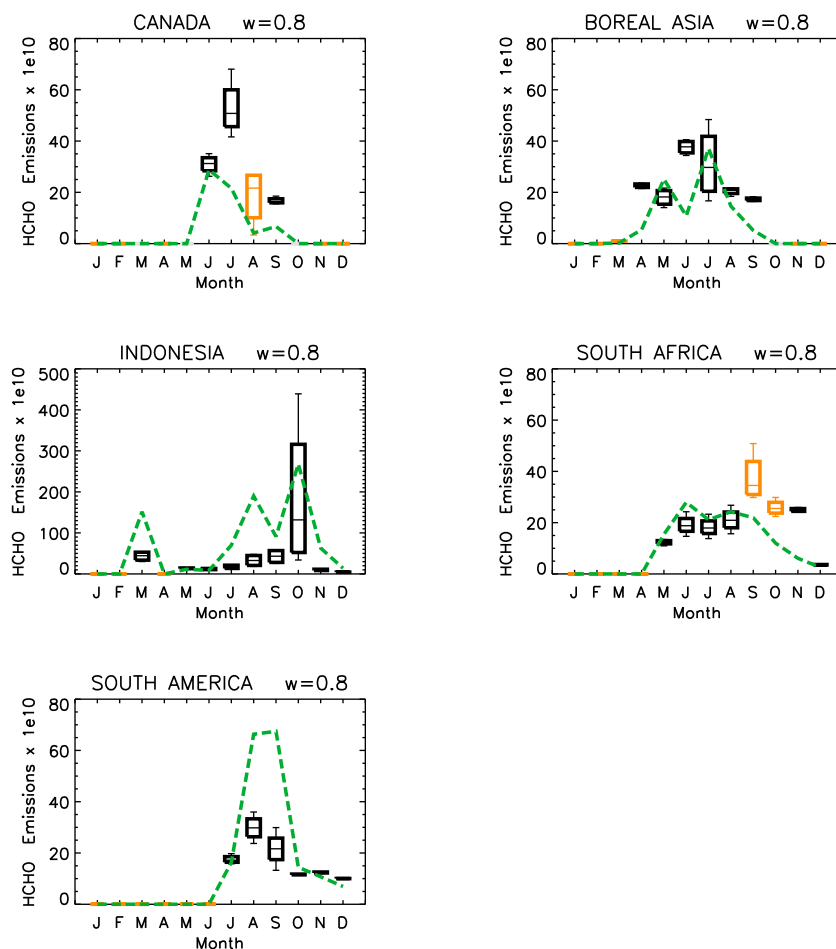 CANADA w=0.8
80
60
40
20
0
HCHO Emissions x 1e10
J F M A M J J A S O N D
Month
BOREAL ASIA w=0.8
80
60
40
20
0
HCHO Emissions x 1e10
J F M A M J J A S O N D
Month
INDONESIA w=0.8
500
400
300
200
100
0
HCHO Emissions x 1e10
J F M A M J J A S O N D
Month
SOUTH AFRICA w=0.8
80
60
40
20
0
HCHO Emissions x 1e10
J F M A M J J A S O N D
Month
SOUTH AMERICA w=0.8
80
60
40
20
0
HCHO Emissions x 1e10
J F M A M J J A S O N D
Month